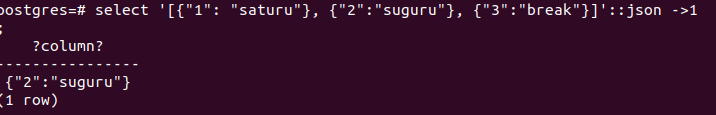 postgres=# select '[{"1": "saturu"}, {"2":"suguru"}, {"3":"break"}]'::json ->1
;
?column?
----------------
{"2":"suguru"}
(1 row)